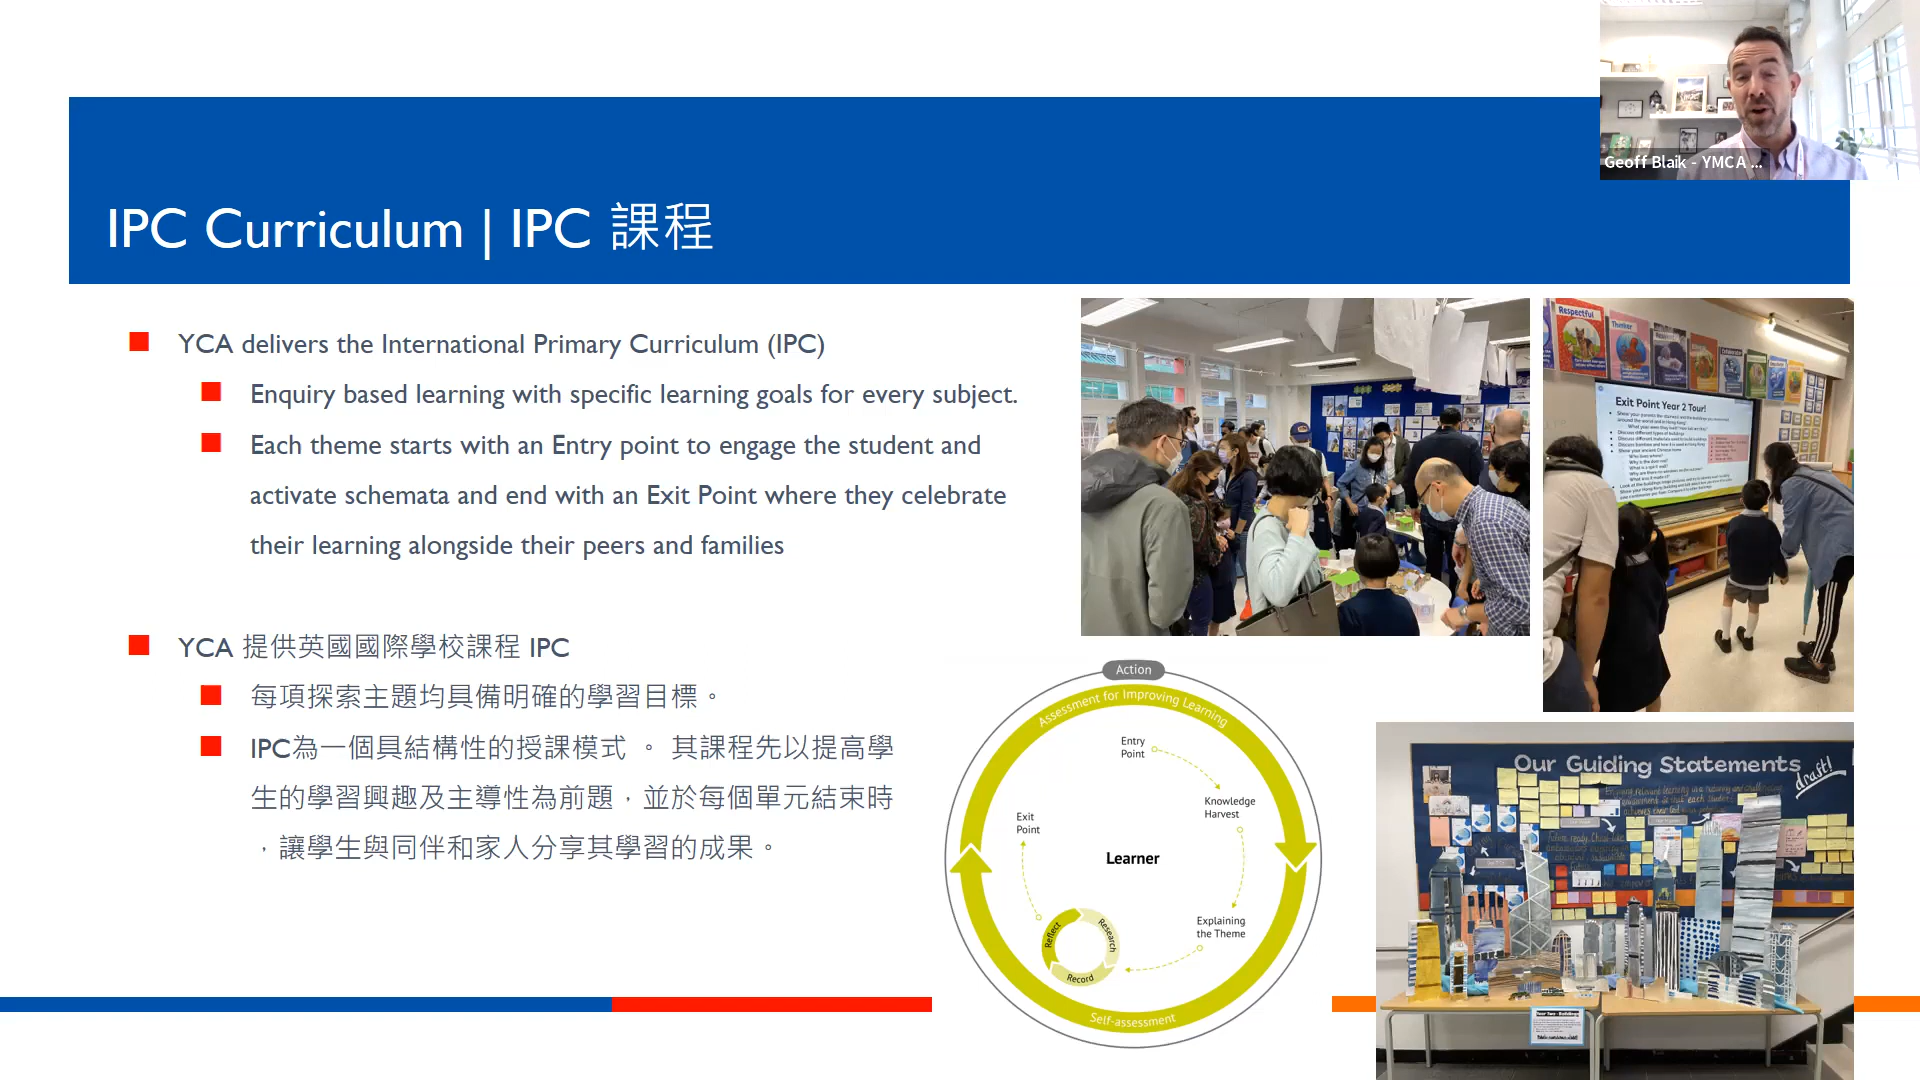 Geoff Blaik - YMCA ...
IPC Curriculum | IPC 課程
YCA delivers the International Primary Curriculum (IPC)
Enquiry based learning with specific learning goals for every subject.
Each theme starts with an Entry point to engage the student and
activate schemata and end with an Exit Point where they celebrate
their learning alongside their peers and families
YCA 提供英國國際學校課程 IPC
每項探索主題均具備明確的學習目標。
IPC為一個具結構性的授課模式 。 其課程先以提高學
生的學習興趣及主導性為前題，並於每個單元結束時
，讓學生與同伴和家人分享其學習的成果。
Respectful
Thinker
Exit Point Year 2 Tour!
Action
Assessment for Improving Learning
Entry
Point
Knowledge
Harvest
Exit
Point
Learner
Explaining
the Theme
Reflect
Research
Record
Self-assessment
Our Guiding Statements
draft!
Year Two - Buildings